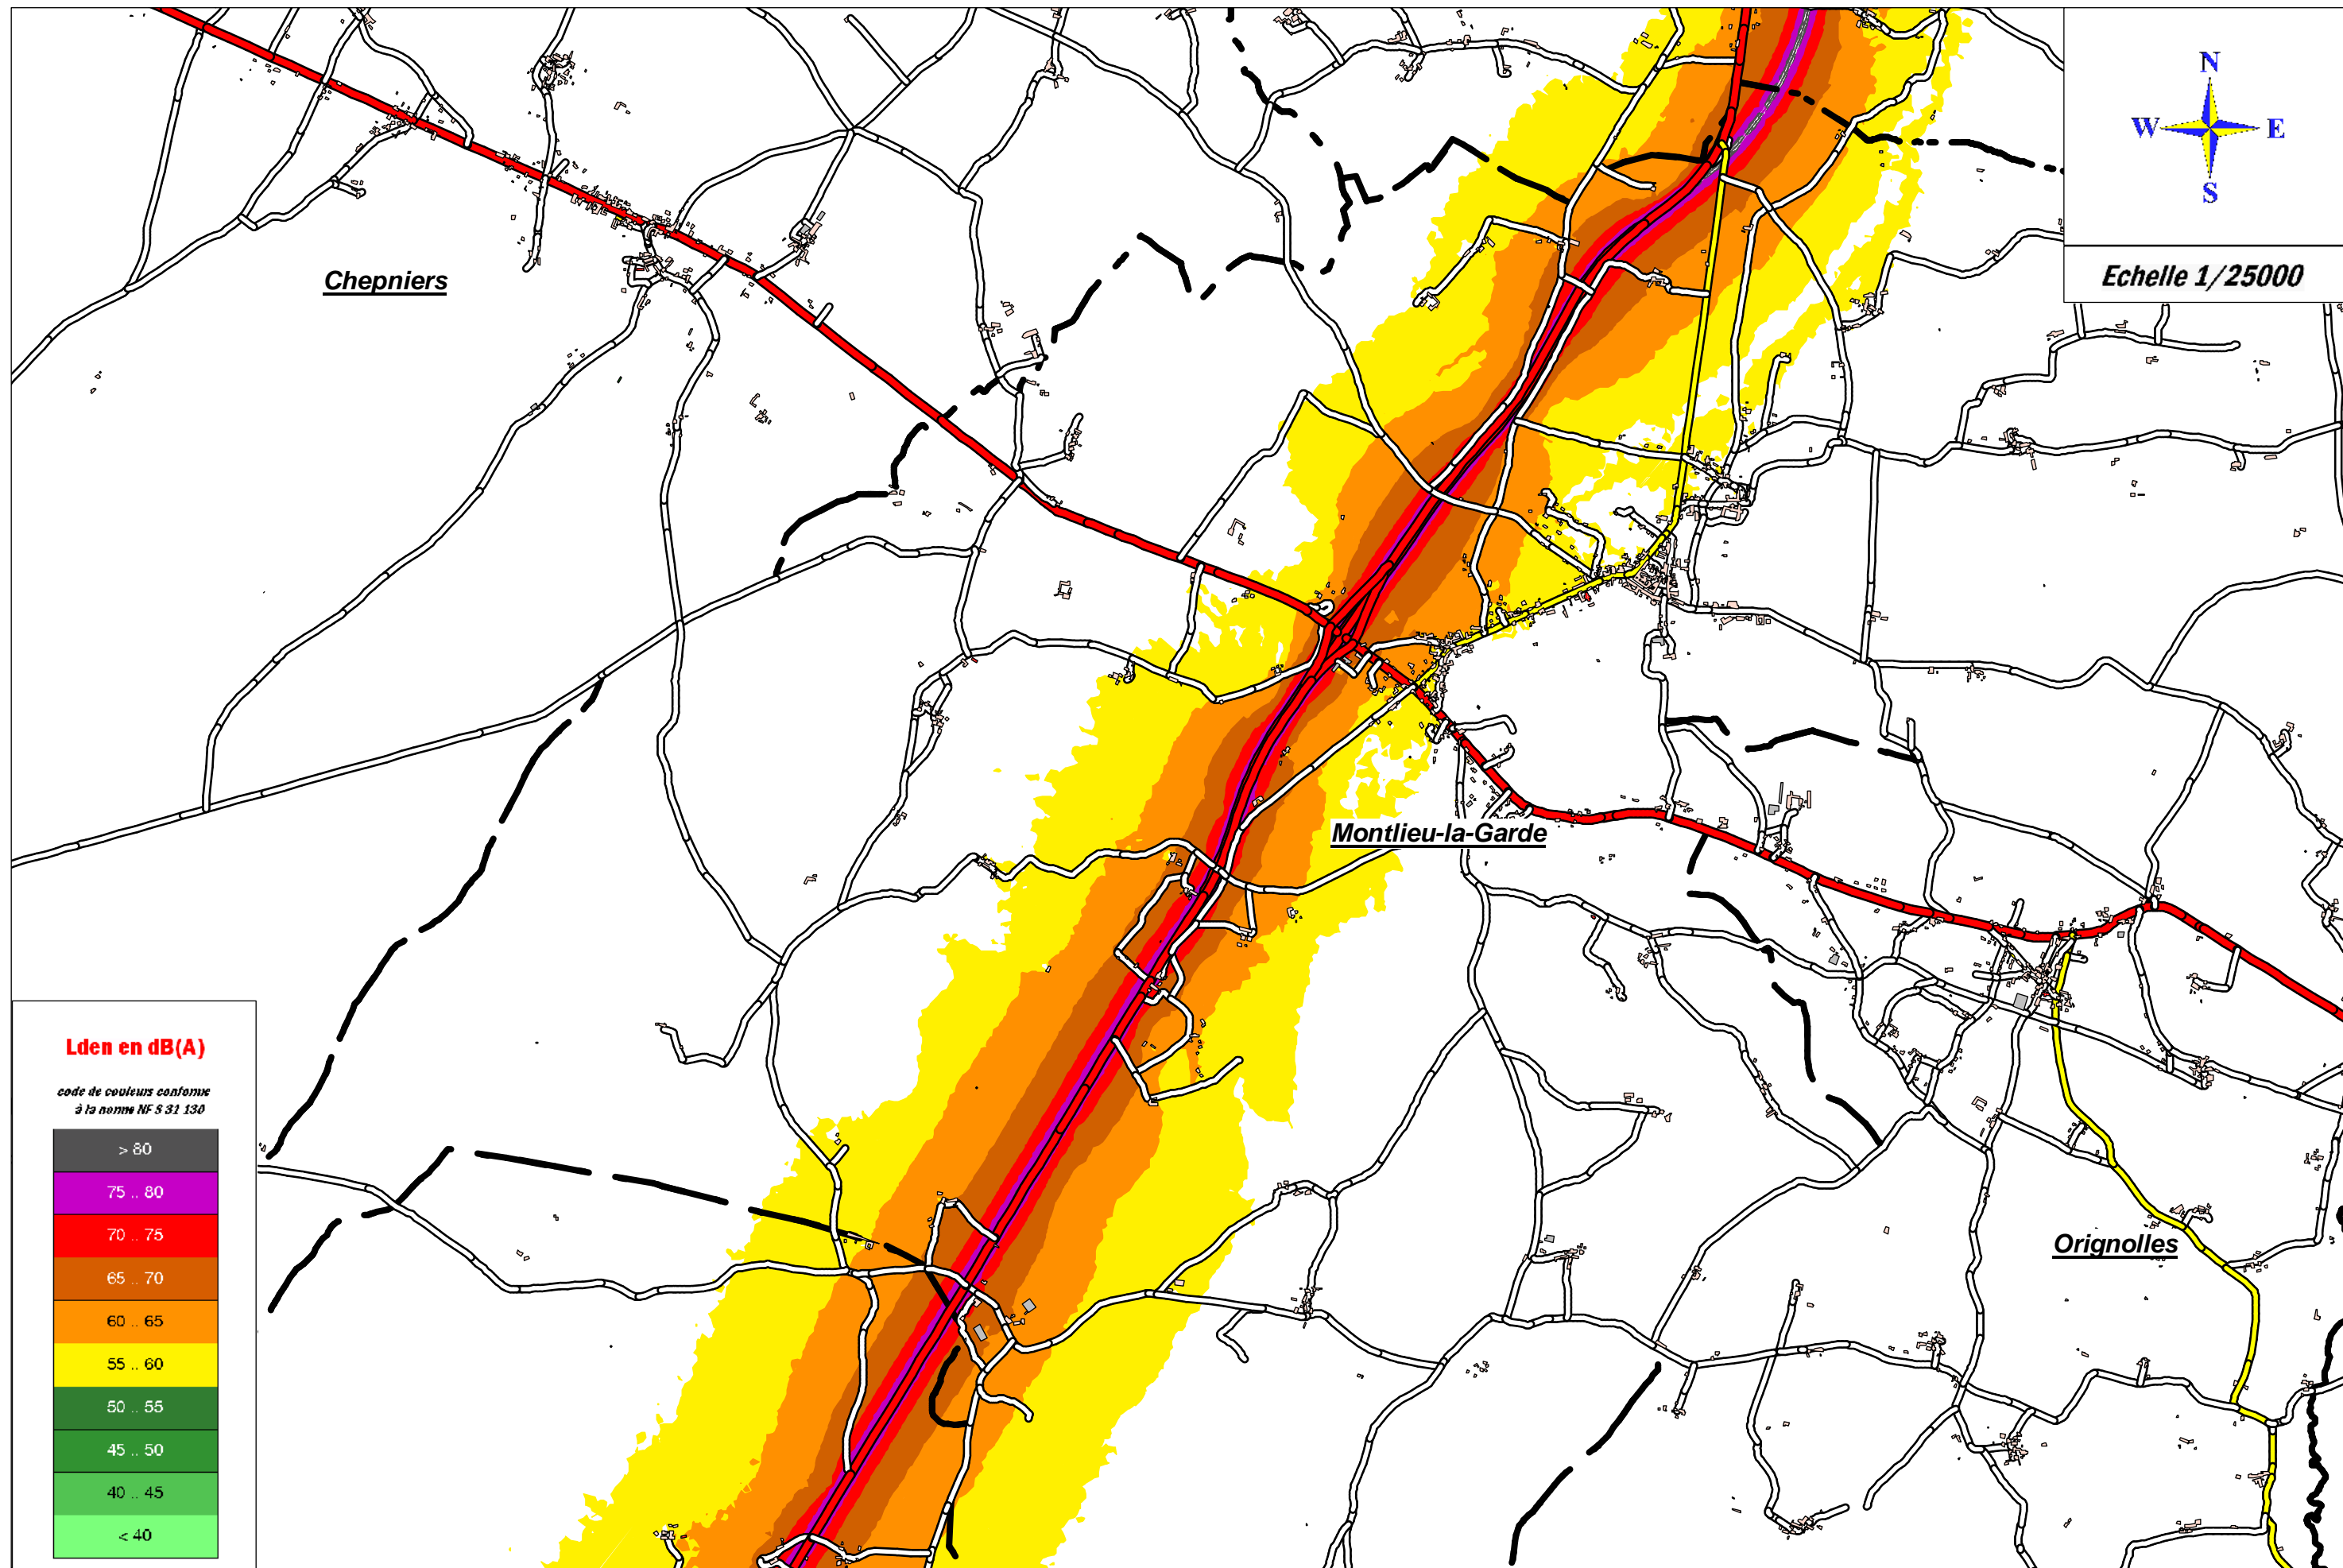 N
W E
S
Echelle 1/25000
Chepniers
Montlieu-la-Garde
Orignolles
Lden en dB(A)
code de couleurs conforme
à la norme NF S 31 130
> 80
75 .. 80
70 .. 75
65 .. 70
60 .. 65
55 .. 60
50 .. 55
45 .. 50
40 .. 45
< 40